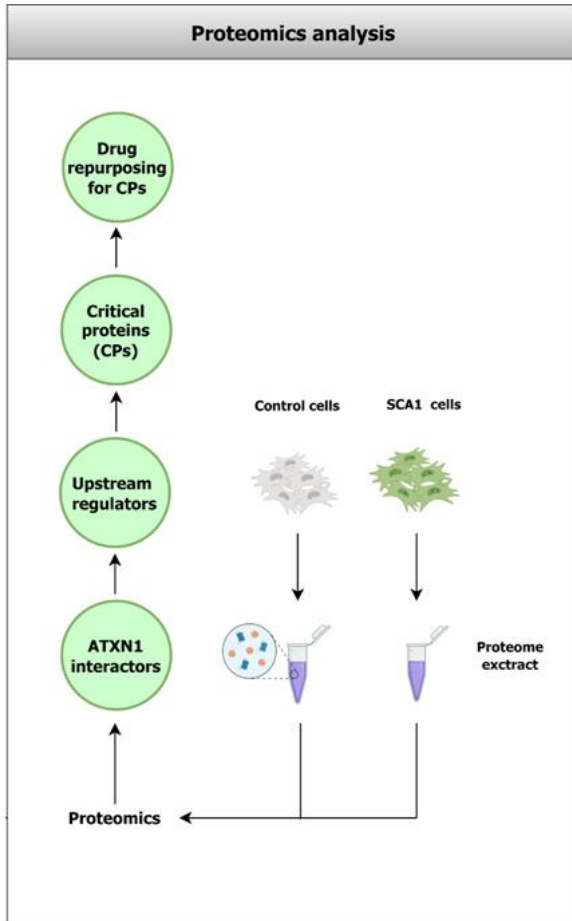 Proteomics analysis
Drug
repurposing
for CPs
Critical
proteins
(CPs)
Control cells
SCA1 cells
Upstream
regulators
ATXN1
interactors
Proteome
exctract
Proteomics